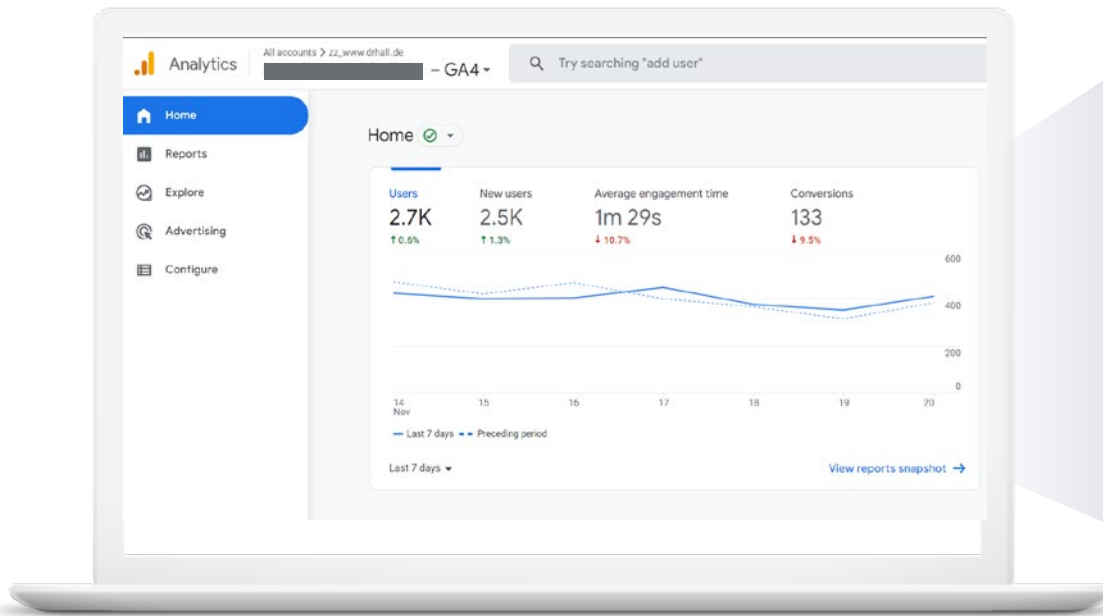 Analytics
All accounts > zz_www.drhall.de
– GA4
Try searching "add user"
Home
Reports
Explore
Advertising
Configure
Home
Users
2.7K
↑ 0.6%
New users
2.5K
↑ 1.3%
Average engagement time
1m 29s
↓ 10.7%
Conversions
133
↓ 9.5%
600
400
200
0
14 15 16 17 18 19 20
Nov
Last 7 days Preceding period
Last 7 days
View reports snapshot →